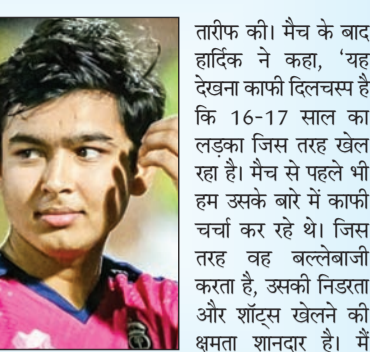 तारीफ की। मैच के बाद
हार्दिक ने कहा, ‘यह
देखना काफी दिलचस्प है
कि 16-17 साल का
लड़का जिस तरह खेल
रहा है। मैच से पहले भी
हम उसके बारे में काफी
चर्चा कर रहे थे। जिस
तरह वह बल्लेबाजी
करता है, उसकी निडरता
और शॉट्स खेलने की
क्षमता शानदार है। मैं